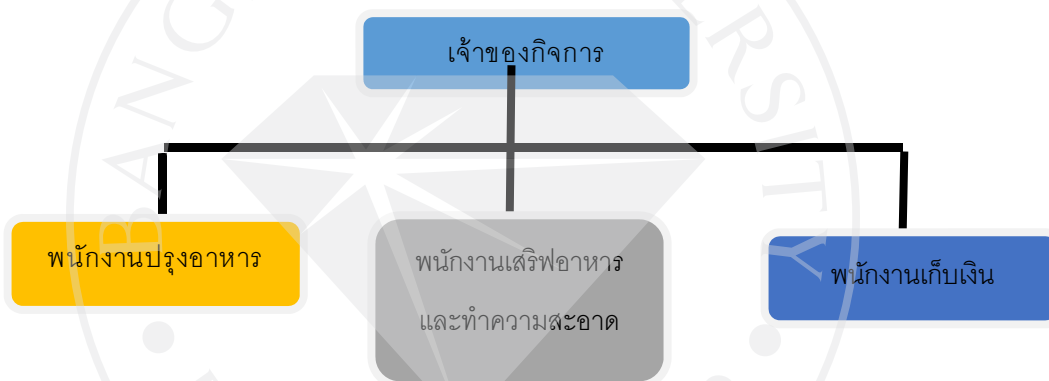 เจ้าของกิจการ
พนักงานปรุงอาหาร
พนักงานเสริฟอาหาร
และทำความสะอาด
พนักงานเก็บเงิน